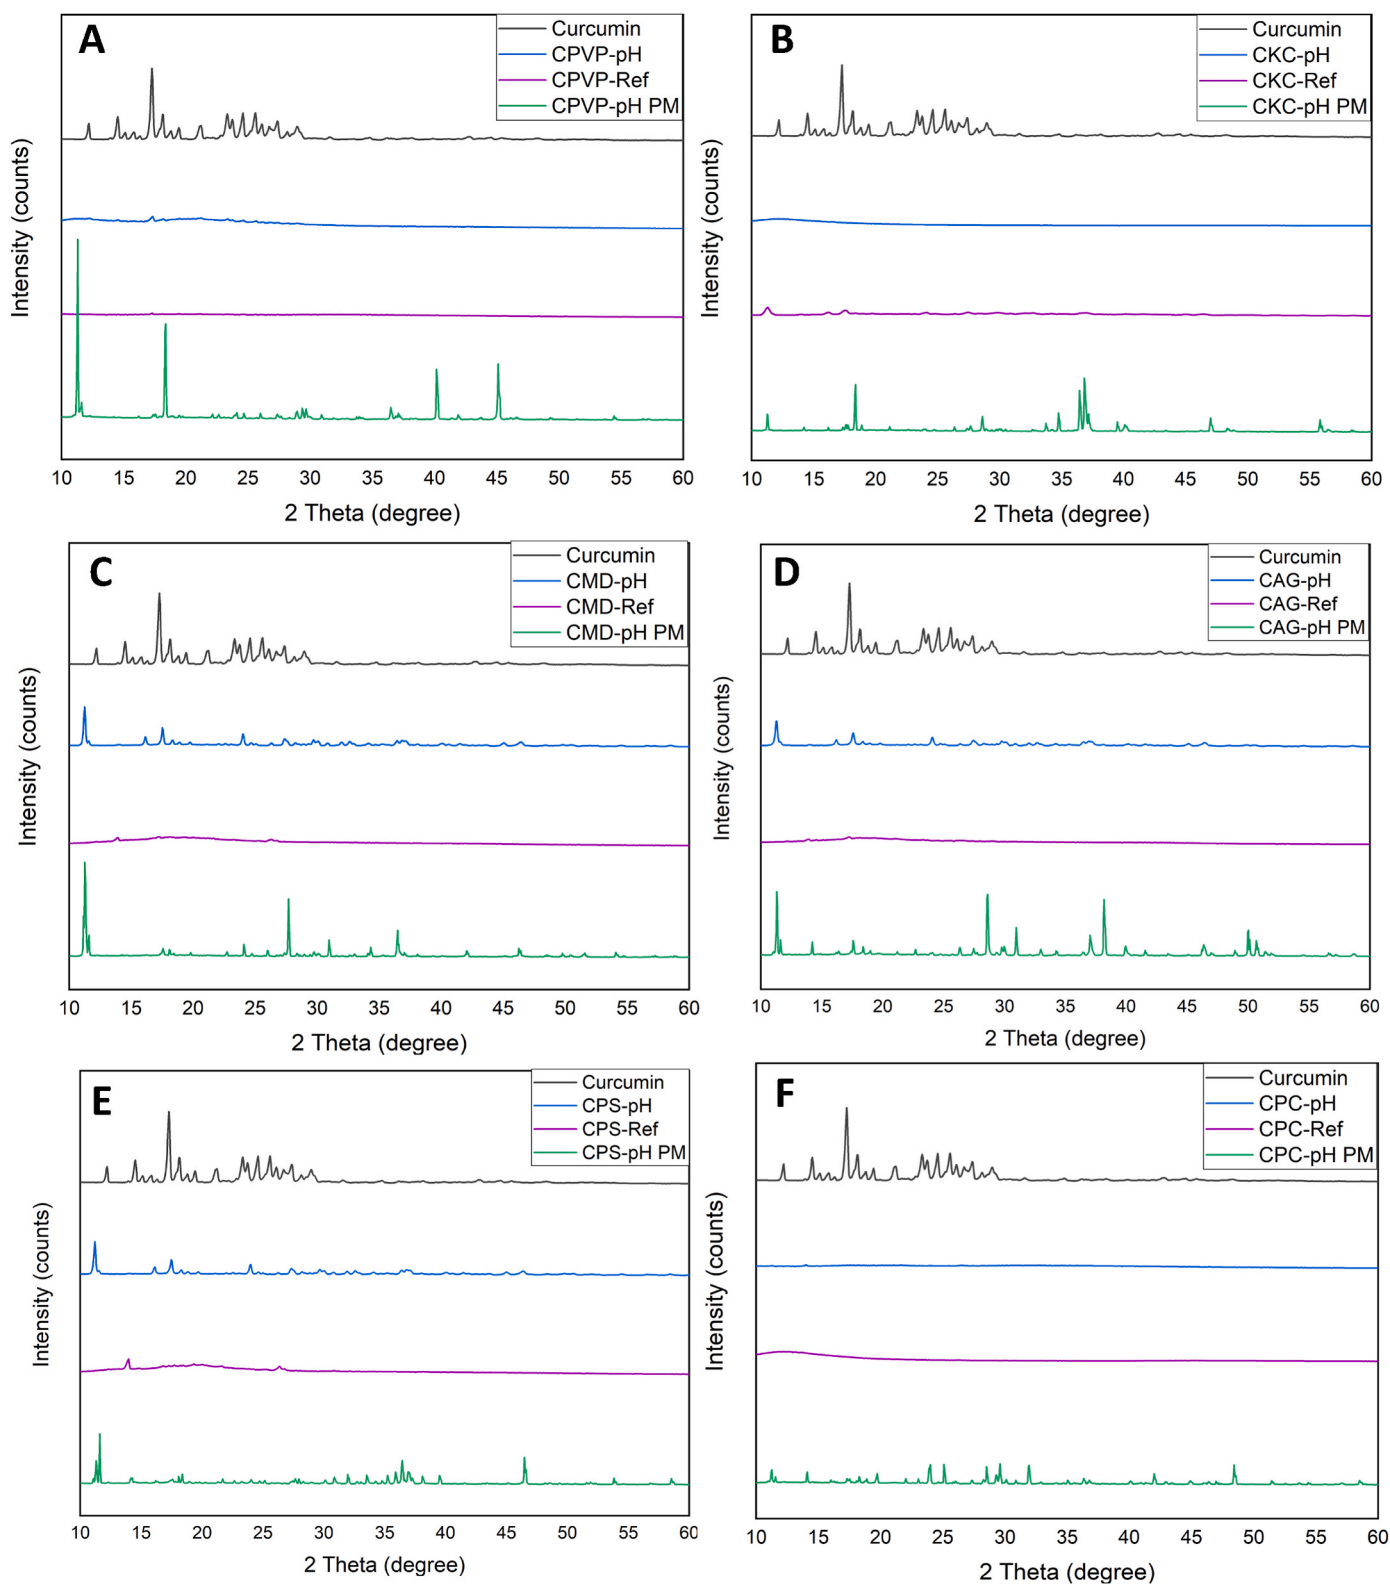 A
Curcumin
CPVP-pH
CPVP-Ref
CPVP-pH PM
Intensity (counts)
10 15 20 25 30 35 40 45 50 55 60
2 Theta (degree)
B
Curcumin
CKC-pH
CKC-Ref
CKC-pH PM
Intensity (counts)
10 15 20 25 30 35 40 45 50 55 60
2 Theta (degree)
C
Curcumin
CMD-pH
CMD-Ref
CMD-pH PM
Intensity (counts)
10 15 20 25 30 35 40 45 50 55 60
2 Theta (degree)
D
Curcumin
CAG-pH
CAG-Ref
CAG-pH PM
Intensity (counts)
10 15 20 25 30 35 40 45 50 55 60
2 Theta (degree)
E
Curcumin
CPS-pH
CPS-Ref
CPS-pH PM
Intensity (counts)
10 15 20 25 30 35 40 45 50 55 60
2 Theta (degree)
F
Curcumin
CPC-pH
CPC-Ref
CPC-pH PM
Intensity (counts)
10 15 20 25 30 35 40 45 50 55 60
2 Theta (degree)